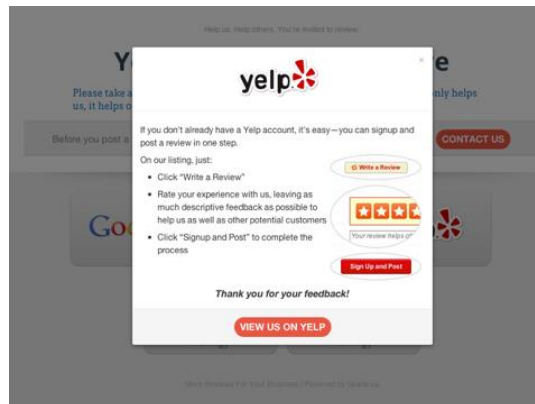 Help us. Help others. You're invited to review:
Y
e
Please take a
only helps
us, it helps o
Before you post a
CONTACT US
Goo
yelp
×
If you don't already have a Yelp account, it's easy—you can signup and
post a review in one step.
On our listing, just:
• Click "Write a Review"
Write a Review
• Rate your experience with us, leaving as
much descriptive feedback as possible to
help us as well as other potential customers
Your review helps ot
• Click "Signup and Post" to complete the
process
Sign Up and Post
Thank you for your feedback!
VIEW US ON YELP